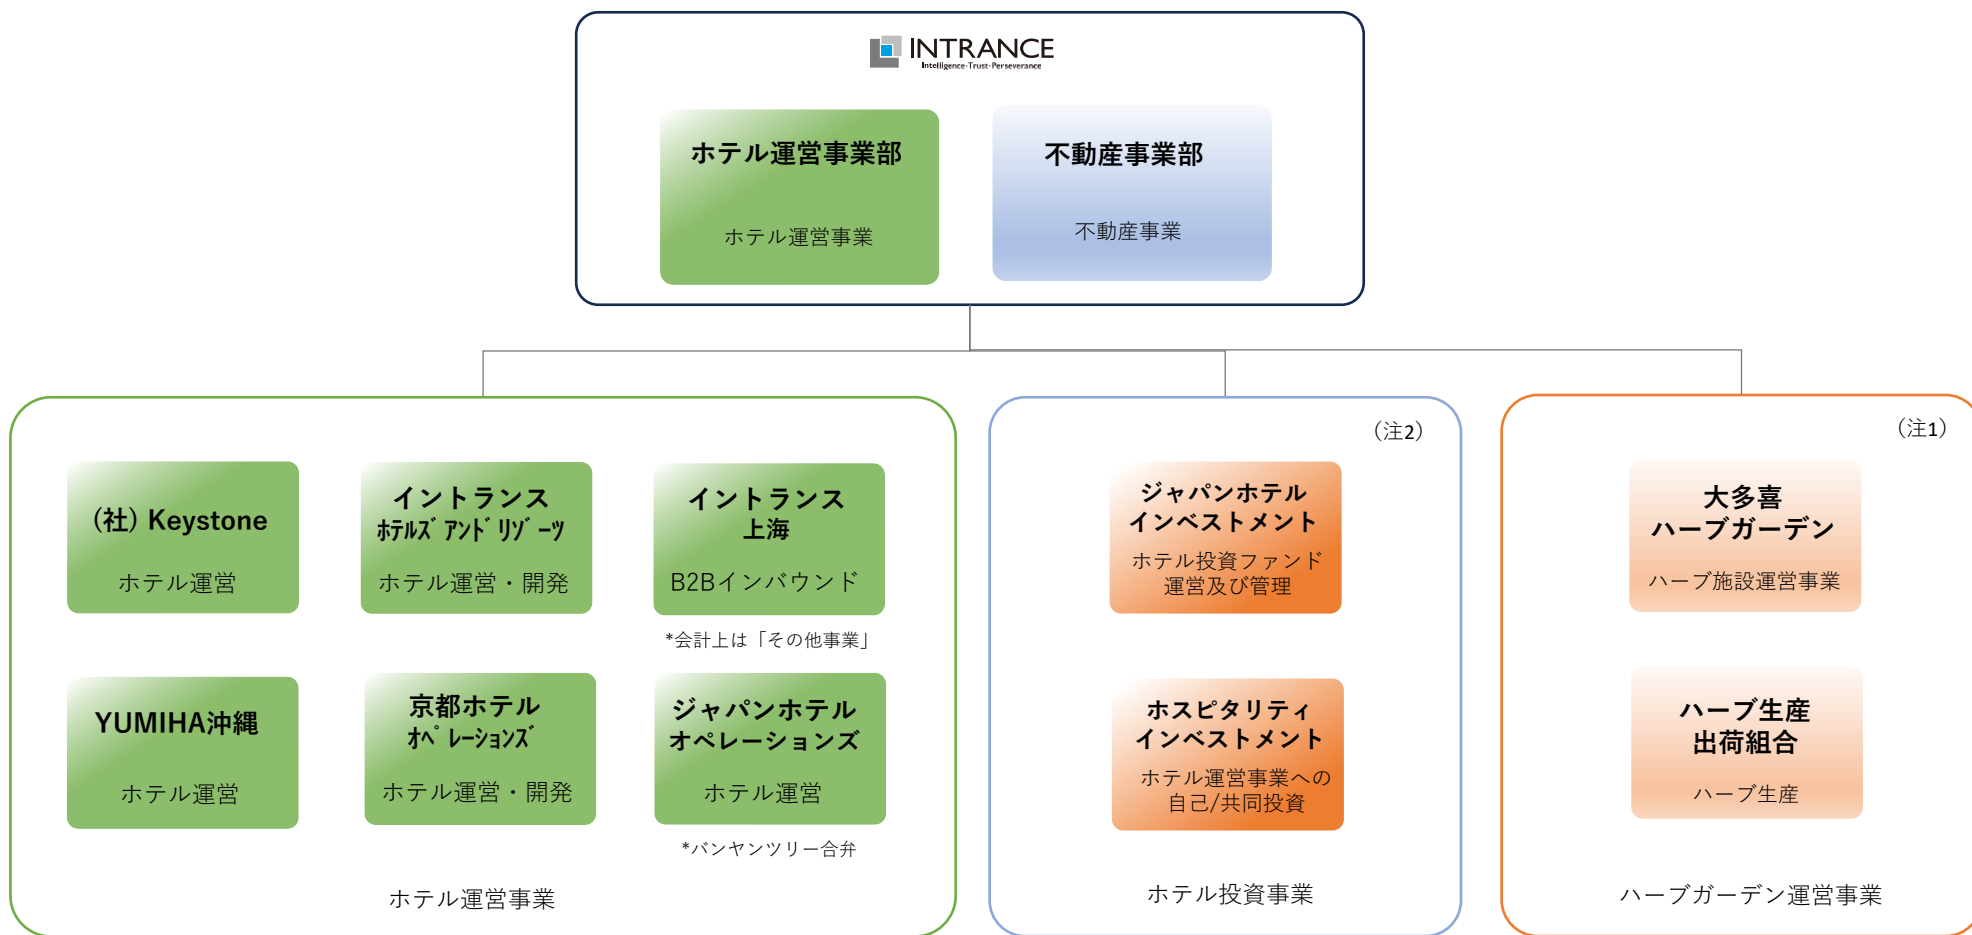 INTRANCE
Intelligence・Trust・Perseverance
ホテル運営事業部
ホテル運営事業
不動産事業部
不動産事業
(社) Keystone
ホテル運営
イントランス
ﾎﾃﾙｽﾞｱﾝﾄﾞﾘｿﾞｰﾂ
ホテル運営・開発
イントランス
上海
B2Bインバウンド
*会計上は「その他事業」
YUMIHA沖縄
ホテル運営
京都ホテル
ｵﾍﾟﾚｰｼｮﾝｽﾞ
ホテル運営・開発
ジャパンホテル
オペレーションズ
ホテル運営
*バンヤンツリー合弁
ホテル運営事業
（注2）
ジャパンホテル
インベストメント
ホテル投資ファンド
運営及び管理
ホスピタリティ
インベストメント
ホテル運営事業への
自己/共同投資
ホテル投資事業
（注1）
大多喜
ハーブガーデン
ハーブ施設運営事業
ハーブ生産
出荷組合
ハーブ生産
ハーブガーデン運営事業